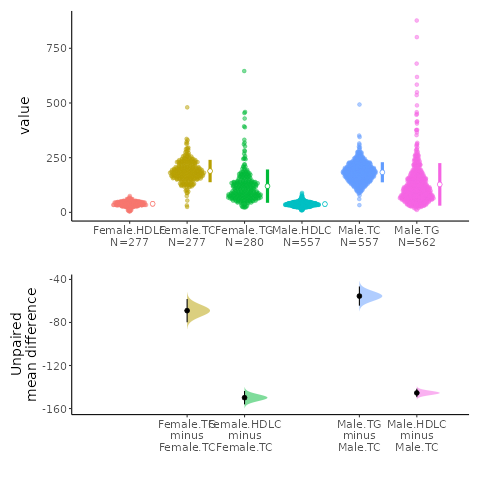 750
500
250
0
value
Female.HDLC Female.TC Female.TG Male.HDLC Male.TC Male.TG
N=277 N=277 N=280 N=557 N=557 N=562
-40
-80
-120
-160
Unpaired
mean difference
Female.TG Female.HDLC Male.TG Male.HDLC
minus minus minus minus
Female.TC Female.TC Male.TC Male.TC